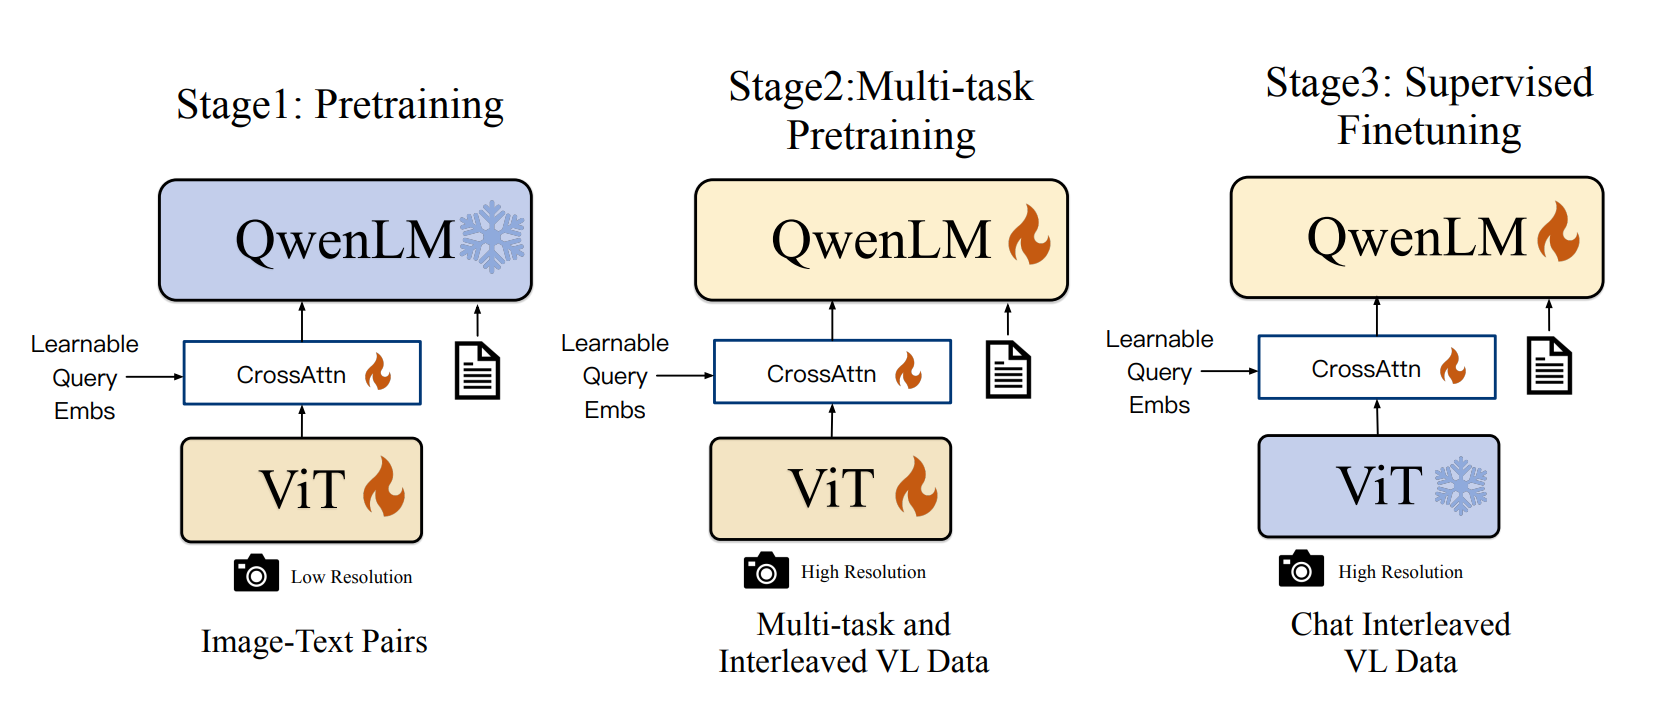 Stage1: Pretraining
QwenLM
Learnable
Query
Embs
CrossAttn
ViT
Low Resolution
Image-Text Pairs
Stage2:Multi-task
Pretraining
QwenLM
Learnable
Query
Embs
CrossAttn
ViT
High Resolution
Multi-task and
Interleaved VL Data
Stage3: Supervised
Finetuning
QwenLM
Learnable
Query
Embs
CrossAttn
ViT
High Resolution
Chat Interleaved
VL Data